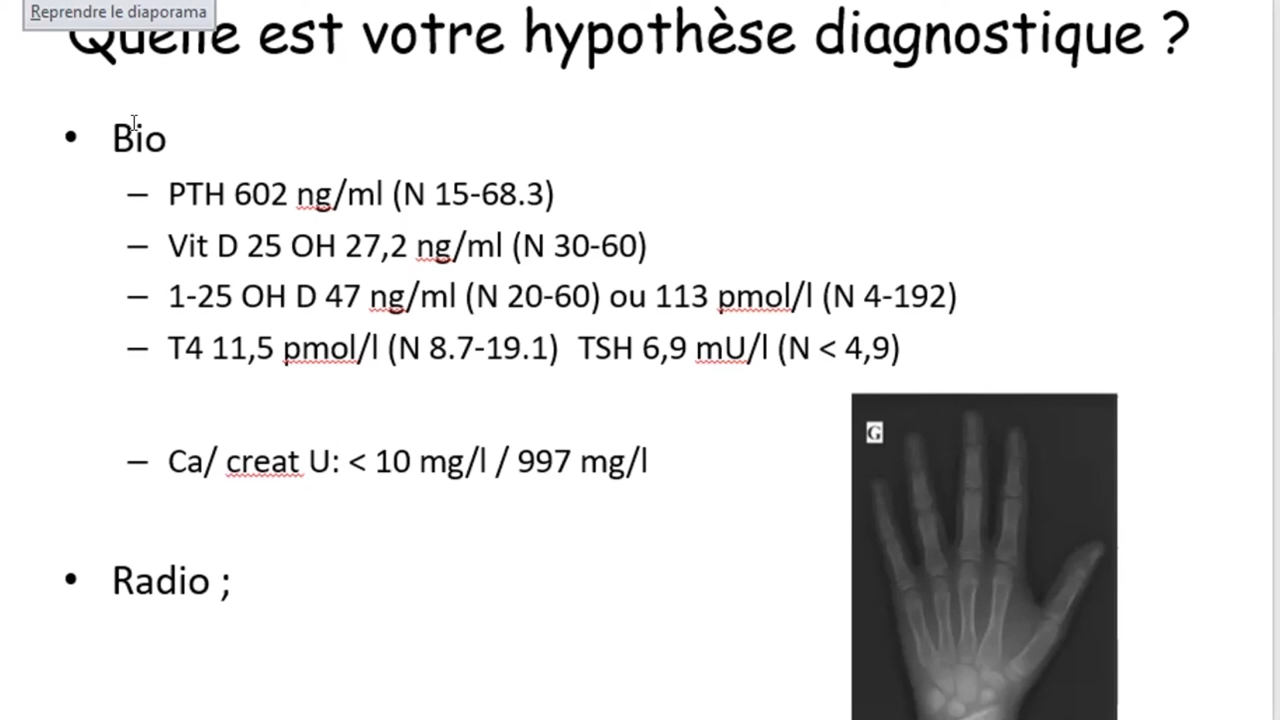 Reprendre le diaporama
Quelle est votre hypothèse diagnostique ?
• Bio
– PTH 602 ng/ml (N 15-68.3)
– Vit D 25 OH 27,2 ng/ml (N 30-60)
– 1-25 OH D 47 ng/ml (N 20-60) ou 113 pmol/l (N 4-192)
– T4 11,5 pmol/l (N 8.7-19.1)  TSH 6,9 mU/l (N < 4,9)
– Ca/ creat U: < 10 mg/l / 997 mg/l
G
• Radio ;